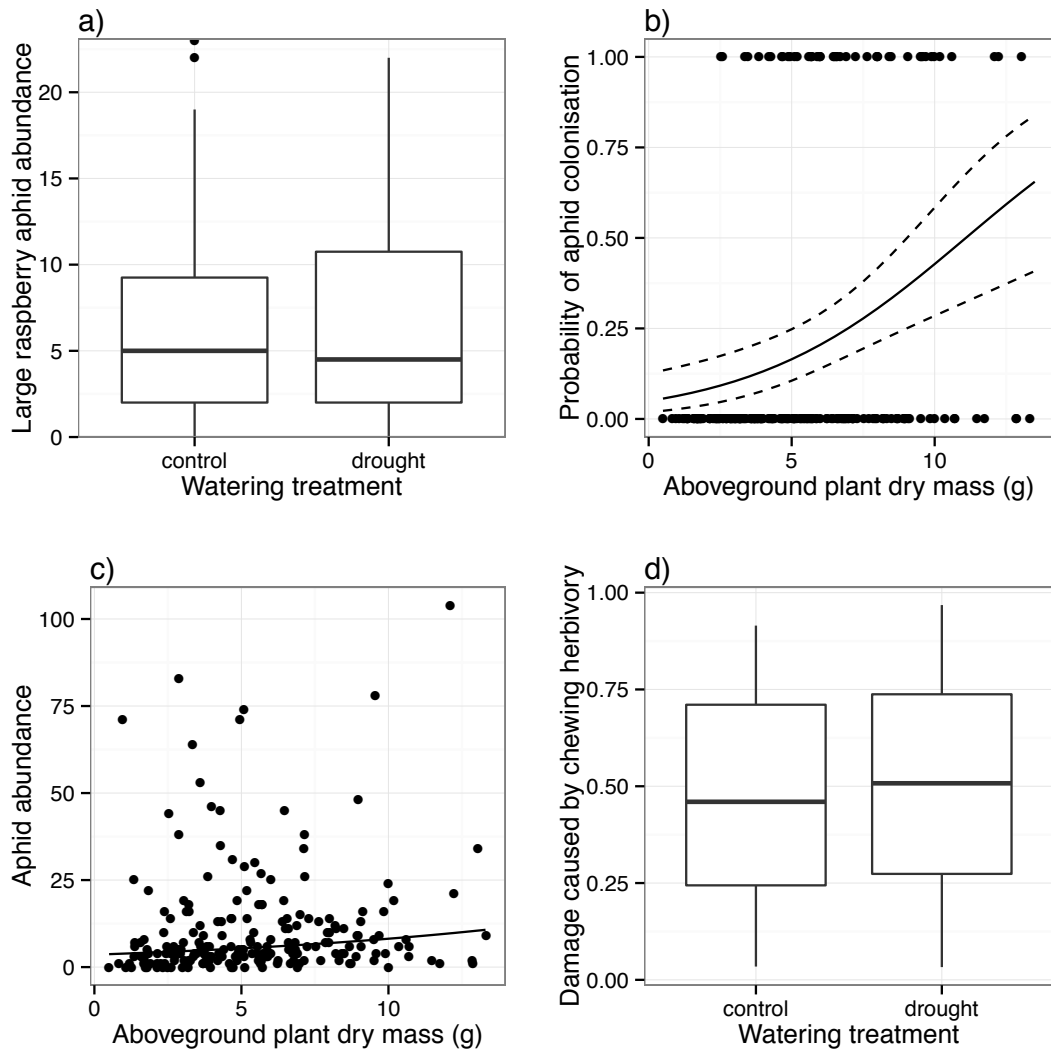 a)
Large raspberry aphid abundance
20
15
10
5
0
control drought
Watering treatment
b)
Probability of aphid colonisation
1.00
0.75
0.50
0.25
0.00
0 5 10
Aboveground plant dry mass (g)
c)
Aphid abundance
100
75
50
25
0
0 5 10
Aboveground plant dry mass (g)
d)
Damage caused by chewing herbivory
1.00
0.75
0.50
0.25
0.00
control drought
Watering treatment